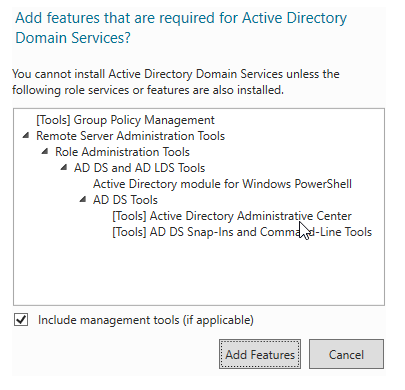 Add features that are required for Active Directory
Domain Services?
You cannot install Active Directory Domain Services unless the
following role services or features are also installed.
[Tools] Group Policy Management
Remote Server Administration Tools
Role Administration Tools
AD DS and AD LDS Tools
Active Directory module for Windows PowerShell
AD DS Tools
[Tools] Active Directory Administrative Center
[Tools] AD DS Snap-Ins and Command-Line Tools
Include management tools (if applicable)
Add Features
Cancel